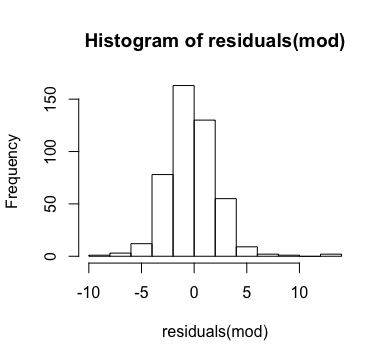 Histogram of residuals(mod)
Frequency
150
100
50
0
-10 -5 0 5 10
residuals(mod)